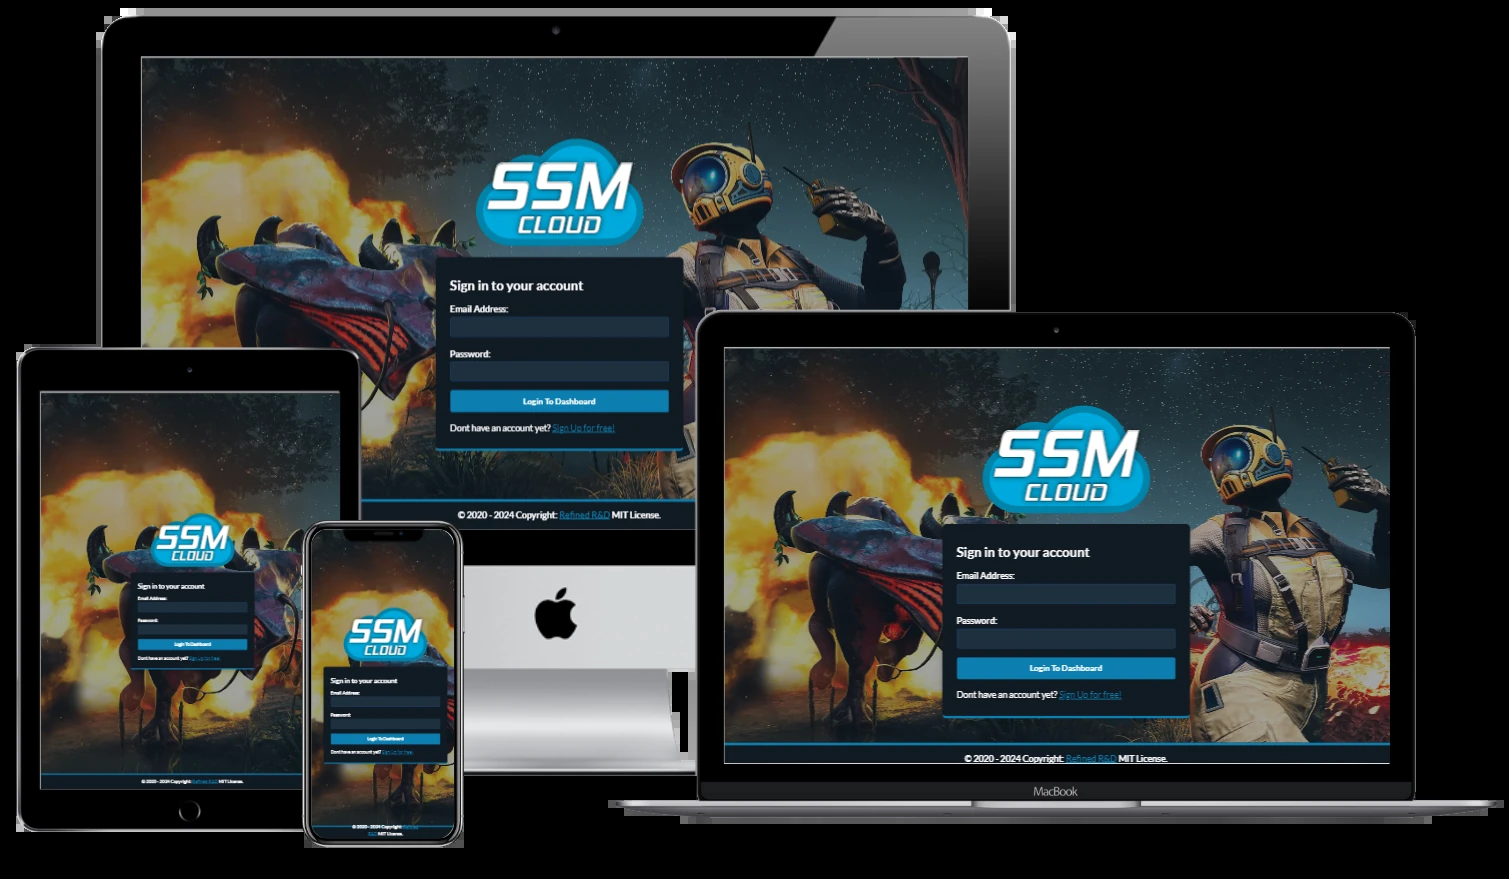 SSM
CLOUD
Sign in to your account
Email Address:
Password:
Login To Dashboard
Dont have an account yet? Sign Up for free!
© 2020 - 2024 Copyright: Refined R&D MIT License.
SSM
CLOUD
Sign in to your account
Email Address:
Password:
Login To Dashboard
Dont have an account yet? Sign Up for free!
© 2020 - 2024 Copyright: Refined R&D MIT License.
SSM
CLOUD
Sign in to your account
Email Address:
Password:
Login To Dashboard
Dont have an account yet? Sign Up for free!
© 2020 - 2024 Copyright: Refined
R&D MIT License.
SSM
CLOUD
Sign in to your account
Email Address:
Password:
Login To Dashboard
Dont have an account yet? Sign Up for free!
© 2020 - 2024 Copyright: Refined R&D MIT License.
MacBook